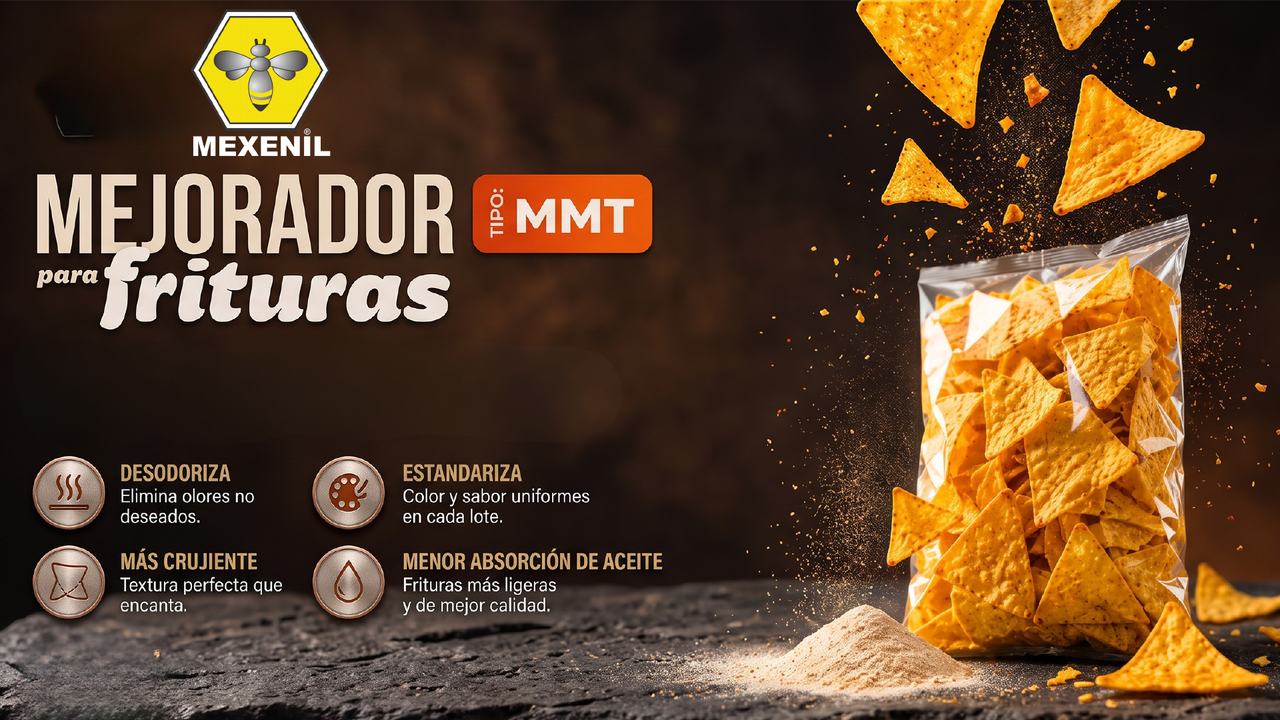 MEXENIL®
MEJORADOR
TIPO: MMT
para frituras
DESODORIZA
Elimina olores no
deseados.
ESTANDARIZA
Color y sabor uniformes
en cada lote.
MÁS CRUJIENTE
Textura perfecta que
encanta.
MENOR ABSORCIÓN DE ACEITE
Frituras más ligeras
y de mejor calidad.